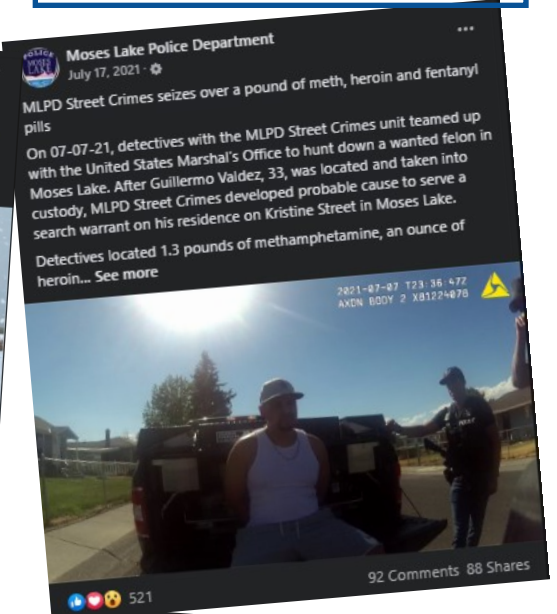 Moses Lake Police Department
July 17, 2021 ·
MLPD Street Crimes seizes over a pound of meth, heroin and fentanyl
pills
On 07-07-21, detectives with the MLPD Street Crimes unit teamed up
with the United States Marshal's Office to hunt down a wanted felon in
Moses Lake. After Guillermo Valdez, 33, was located and taken into
custody, MLPD Street Crimes developed probable cause to serve a
search warrant on his residence on Kristine Street in Moses Lake.
Detectives located 1.3 pounds of methamphetamine, an ounce of
heroin... See more
2021-07-07 T23:36:47Z
AXON BODY 2 X81224078
521
92 Comments 88 Shares